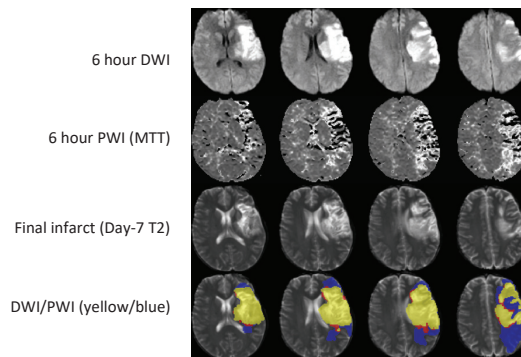 6 hour DWI
6 hour PWI (MTT)
Final infarct (Day-7 T2)
DWI/PWI (yellow/blue)